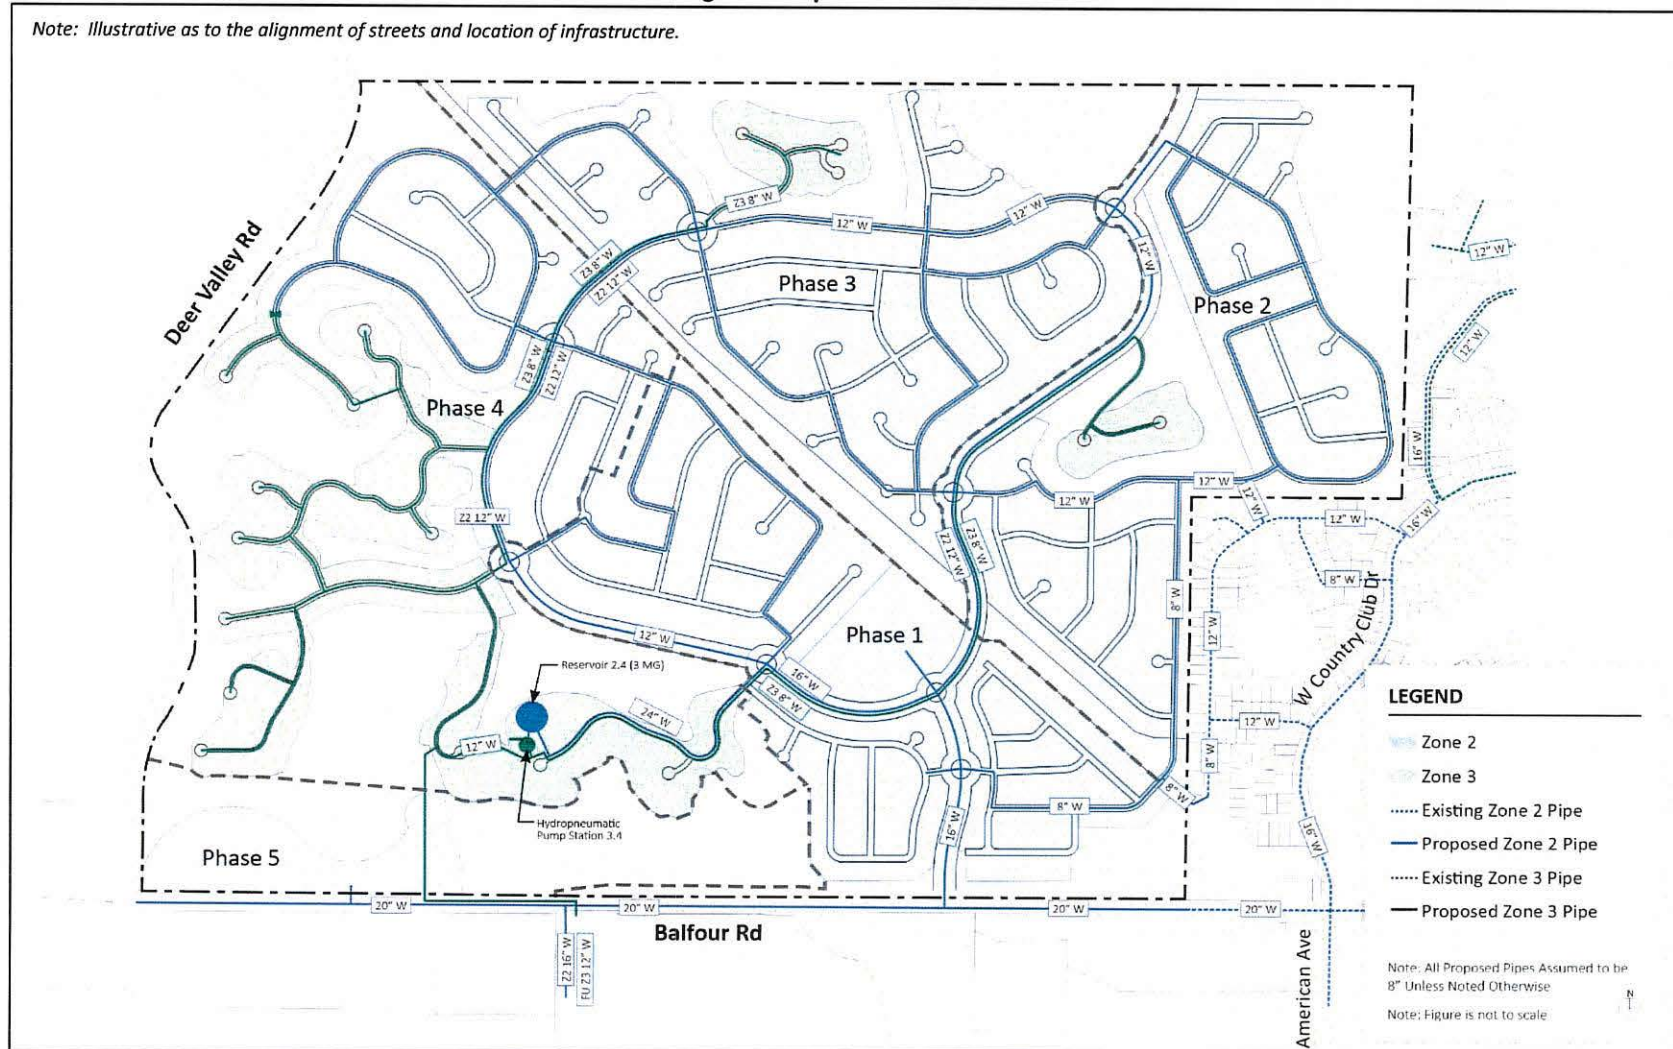 Note: Illustrative as to the alignment of streets and location of infrastructure.
Deer Valley Rd
Z3 8" W
12" W
12" W
12" W
Z3 8" W
Z2 12" W
Phase 3
Phase 2
12" W
12" W
Z3 8" W
Z2 12" W
Phase 4
16" W
12" W
12" W
12" W
12" W
16" W
Z2 12" W
Z2 12" W
Z3 8" W
8" W
8" W
12" W
W Country Club Dr
12" W
Phase 1
Reservoir 2.4 (3 MG)
16" W
Z3 8" W
24" W
12" W
12" W
8" W
8" W
8" W
16" W
16" W
Hydropneumatic
Pump Station 3.4
Phase 5
20" W
20" W
20" W
20" W
Balfour Rd
Z2 16" W
FU Z3 12" W
American Ave
LEGEND
Zone 2
Zone 3
Existing Zone 2 Pipe
Proposed Zone 2 Pipe
Existing Zone 3 Pipe
Proposed Zone 3 Pipe
Note: All Proposed Pipes Assumed to be
8" Unless Noted Otherwise
Note: Figure is not to scale
N